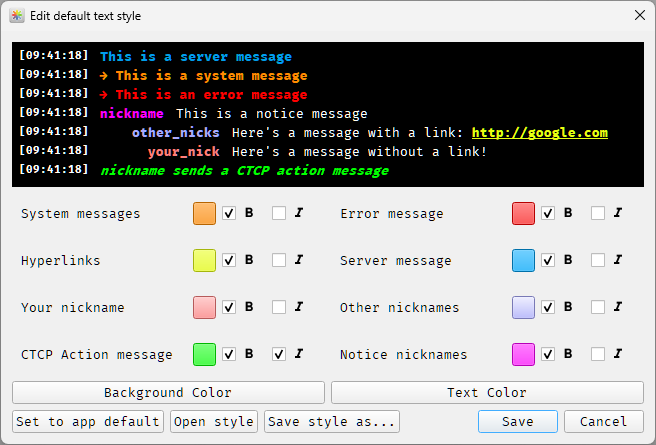 Edit default text style
[09:41:18] This is a server message
[09:41:18] → This is a system message
[09:41:18] → This is an error message
[09:41:18] nickname This is a notice message
[09:41:18] other_nicks Here's a message with a link: http://google.com
[09:41:18] your_nick Here's a message without a link!
[09:41:18] nickname sends a CTCP action message
System messages B I Error message B I
Hyperlinks B I Server message B I
Your nickname B I Other nicknames B I
CTCP Action message B I Notice nicknames B I
Background Color Text Color
Set to app default Open style Save style as... Save Cancel